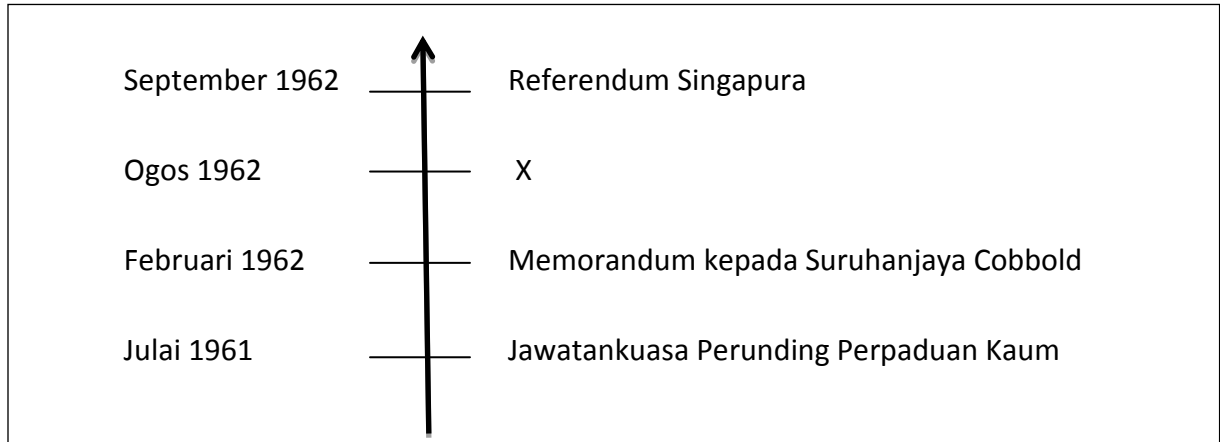 September 1962 Referendum Singapura
Ogos 1962 X
Februari 1962 Memorandum kepada Suruhanjaya Cobbold
Julai 1961 Jawatankuasa Perunding Perpaduan Kaum